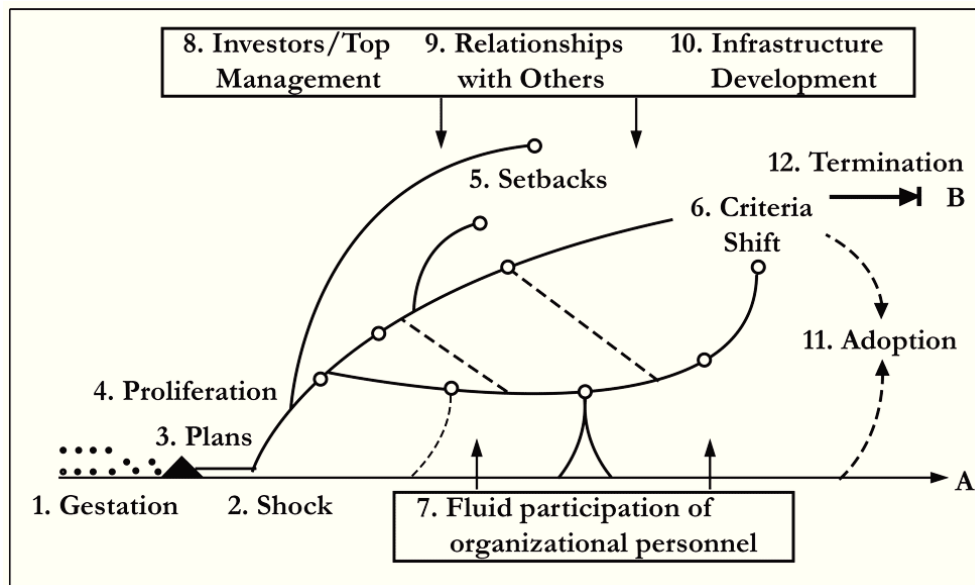 8. Investors/Top
Management
9. Relationships
with Others
10. Infrastructure
Development
12. Termination
B
5. Setbacks
6. Criteria
Shift
11. Adoption
4. Proliferation
3. Plans
A
1. Gestation
2. Shock
7. Fluid participation of
organizational personnel